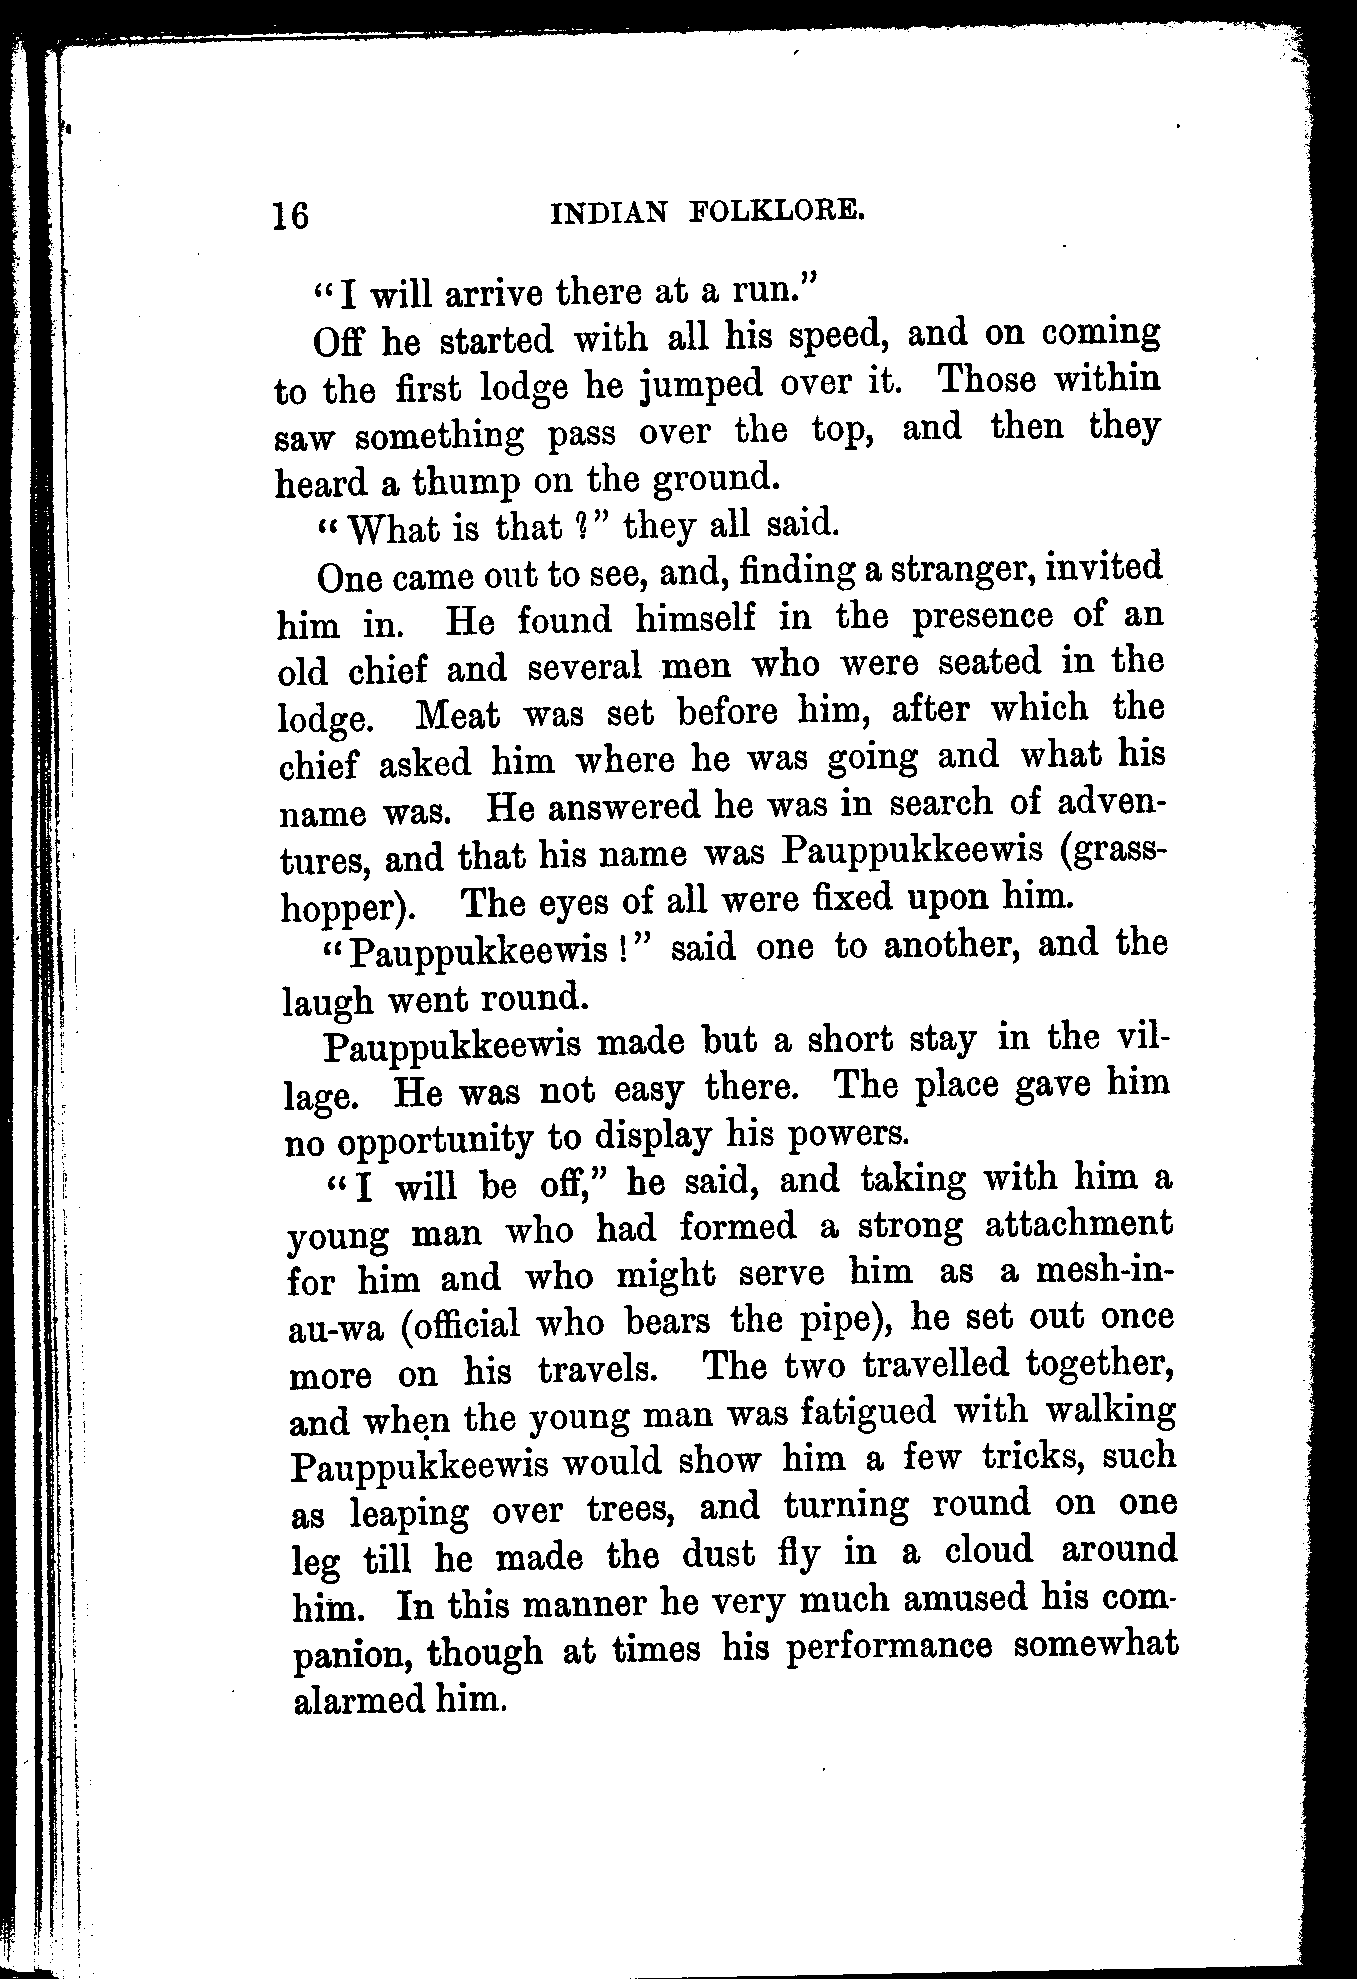 16 INDIAN FOLKLORE.
“I will arrive there at a run.”
Off he started with all his speed, and on coming
to the first lodge he jumped over it. Those within
saw something pass over the top, and then they
heard a thump on the ground.
“What is that?” they all said.
One came out to see, and, finding a stranger, invited
him in. He found himself in the presence of an
old chief and several men who were seated in the
lodge. Meat was set before him, after which the
chief asked him where he was going and what his
name was. He answered he was in search of adven-
tures, and that his name was Pauppukkeewis (grass-
hopper). The eyes of all were fixed upon him.
“Pauppukkeewis!” said one to another, and the
laugh went round.
Pauppukkeewis made but a short stay in the vil-
lage. He was not easy there. The place gave him
no opportunity to display his powers.
“I will be off,” he said, and taking with him a
young man who had formed a strong attachment
for him and who might serve him as a mesh-in-
au-wa (official who bears the pipe), he set out once
more on his travels. The two travelled together,
and when the young man was fatigued with walking
Pauppukkeewis would show him a few tricks, such
as leaping over trees, and turning round on one
leg till he made the dust fly in a cloud around
him. In this manner he very much amused his com-
panion, though at times his performance somewhat
alarmed him.